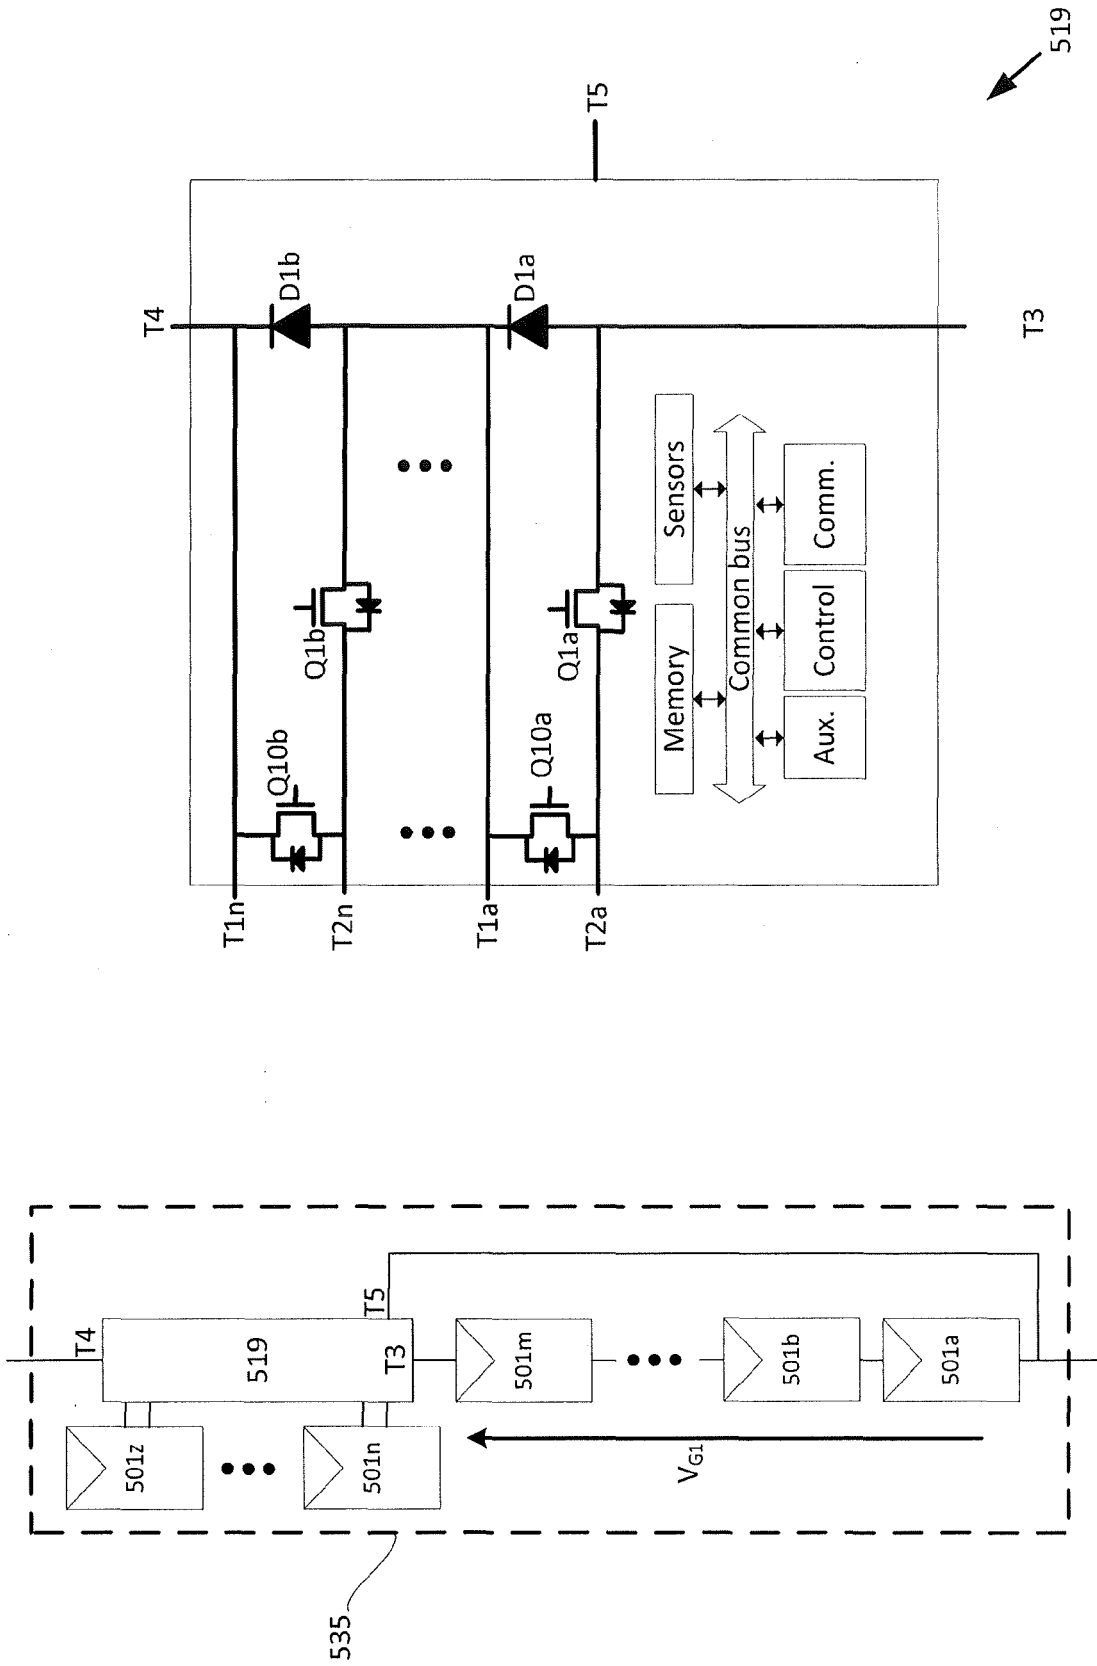 519
T4
T5
T3
D1b
D1a
Q1b
Q1a
Q10b
Q10a
T1n
T2n
T1a
T2a
Memory
Sensors
Common bus
Aux.
Control
Comm.
535
T4
519
T5
T3
501z
501n
501m
501b
501a
VG1